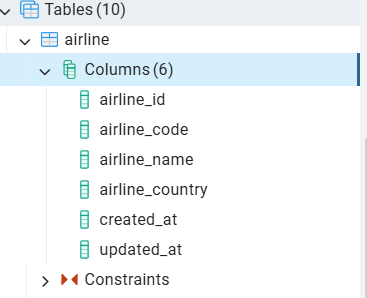 Tables (10)
airline
Columns (6)
airline_id
airline_code
airline_name
airline_country
created_at
updated_at
Constraints